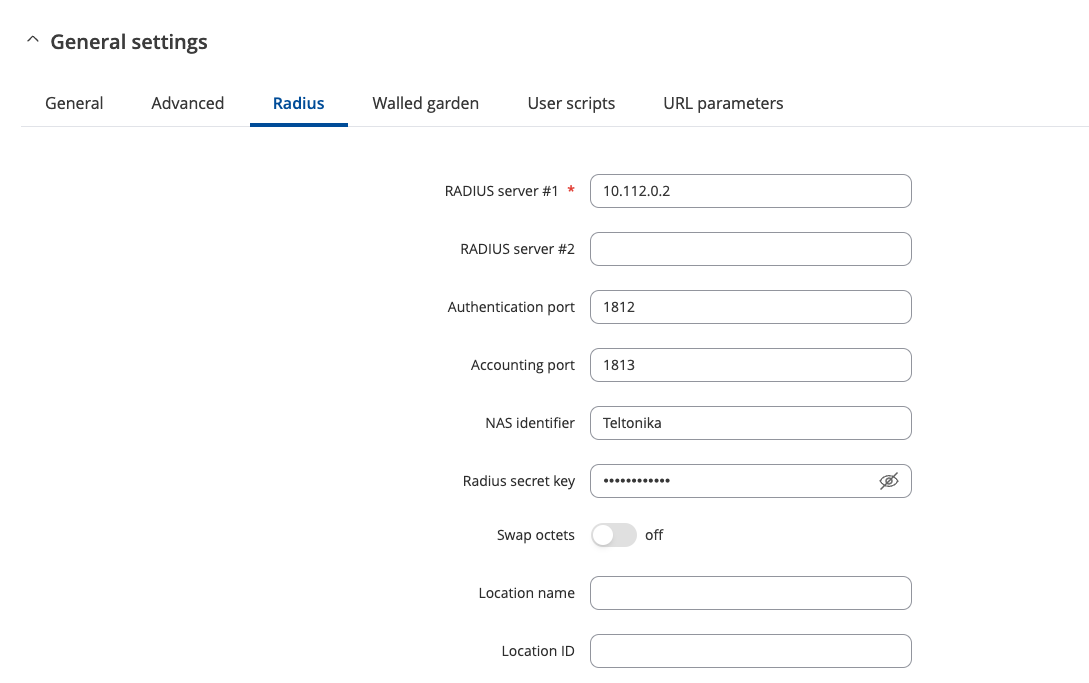 General settings
General Advanced Radius Walled garden User scripts URL parameters
RADIUS server #1 * 10.112.0.2
RADIUS server #2
Authentication port 1812
Accounting port 1813
NAS identifier Teltonika
Radius secret key ••••••••••••
Swap octets off
Location name
Location ID